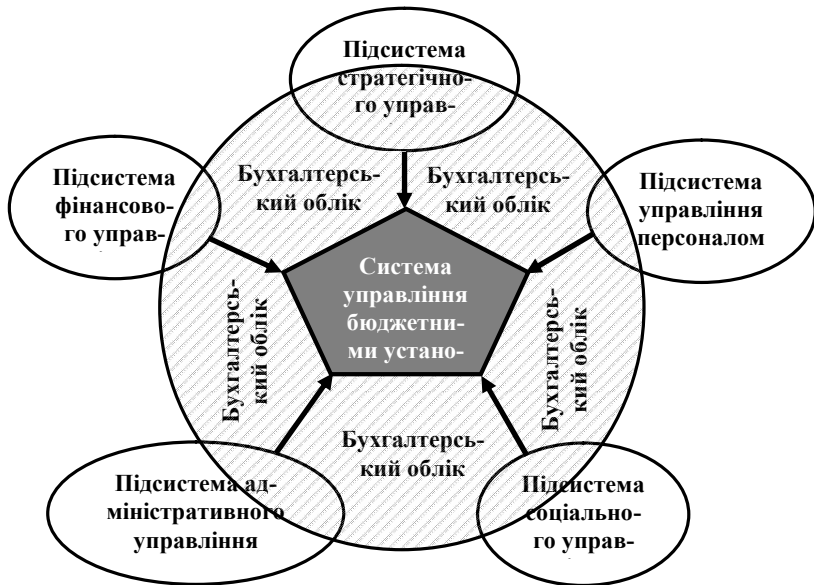 Підсистема
стратегічно-
го управ-
Підсистема
фінансово-
го управ-
Бухгалтерсь-
кий облік
Бухгалтерсь-
кий облік
Підсистема
управління
персоналом
Система
управління
бюджетни-
ми устано-
Бухгалтерсь-
кий облік
Бухгалтерсь-
кий облік
Бухгалтерсь-
кий облік
Підсистема ад-
міністративного
управління
Підсистема
соціально-
го управ-